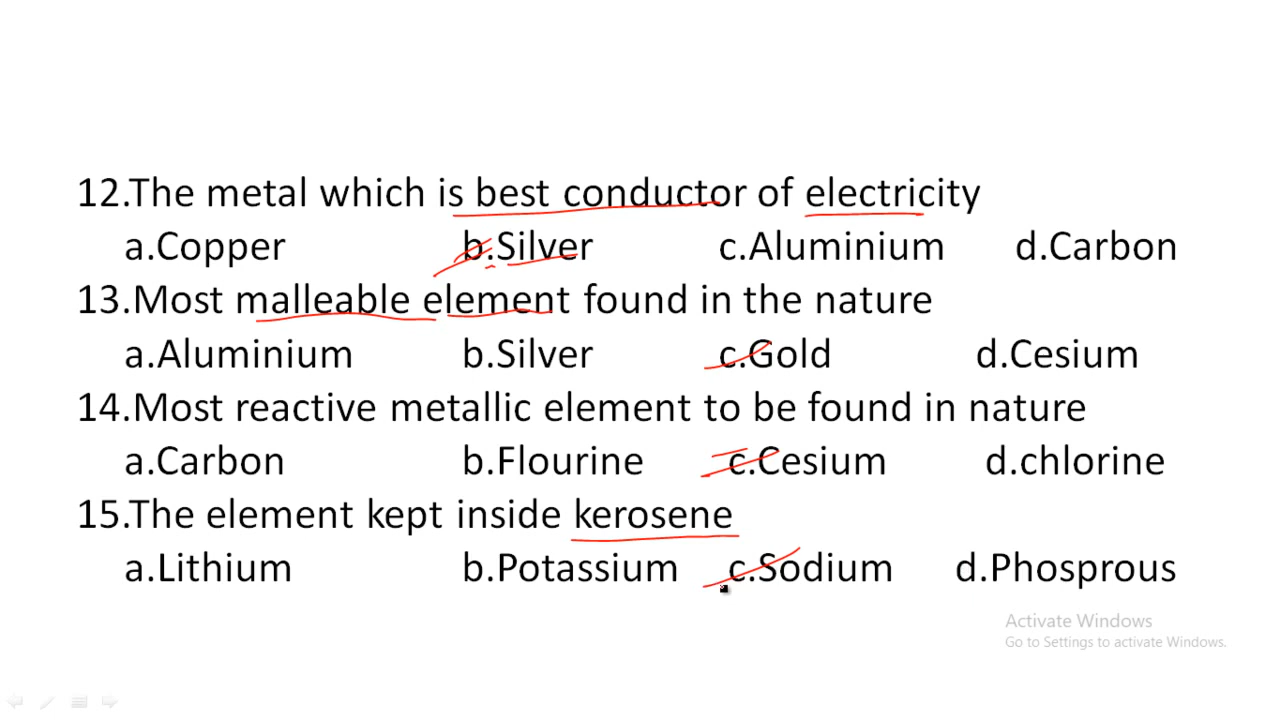 12.The metal which is best conductor of electricity
a.Copper b.Silver c.Aluminium d.Carbon
13.Most malleable element found in the nature
a.Aluminium b.Silver c.Gold d.Cesium
14.Most reactive metallic element to be found in nature
a.Carbon b.Flourine c.Cesium d.chlorine
15.The element kept inside kerosene
a.Lithium b.Potassium c.Sodium d.Phosprous
Activate Windows
Go to Settings to activate Windows.